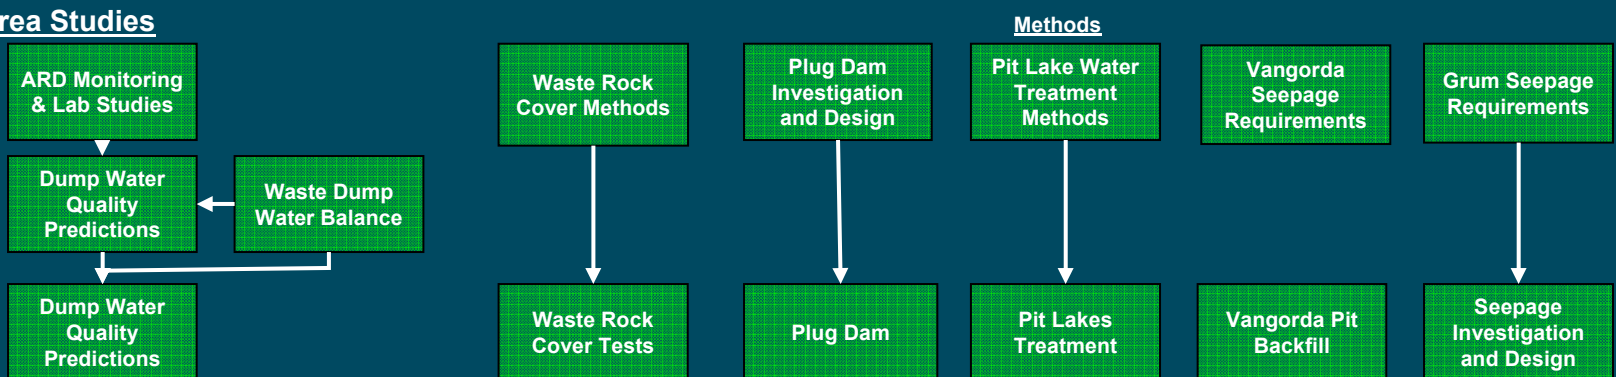 rea Studies
Methods
ARD Monitoring
& Lab Studies
Waste Rock
Cover Methods
Plug Dam
Investigation
and Design
Pit Lake Water
Treatment
Methods
Vangorda
Seepage
Requirements
Grum Seepage
Requirements
Dump Water
Quality
Predictions
Waste Dump
Water Balance
Dump Water
Quality
Predictions
Waste Rock
Cover Tests
Plug Dam
Pit Lakes
Treatment
Vangorda Pit
Backfill
Seepage
Investigation
and Design